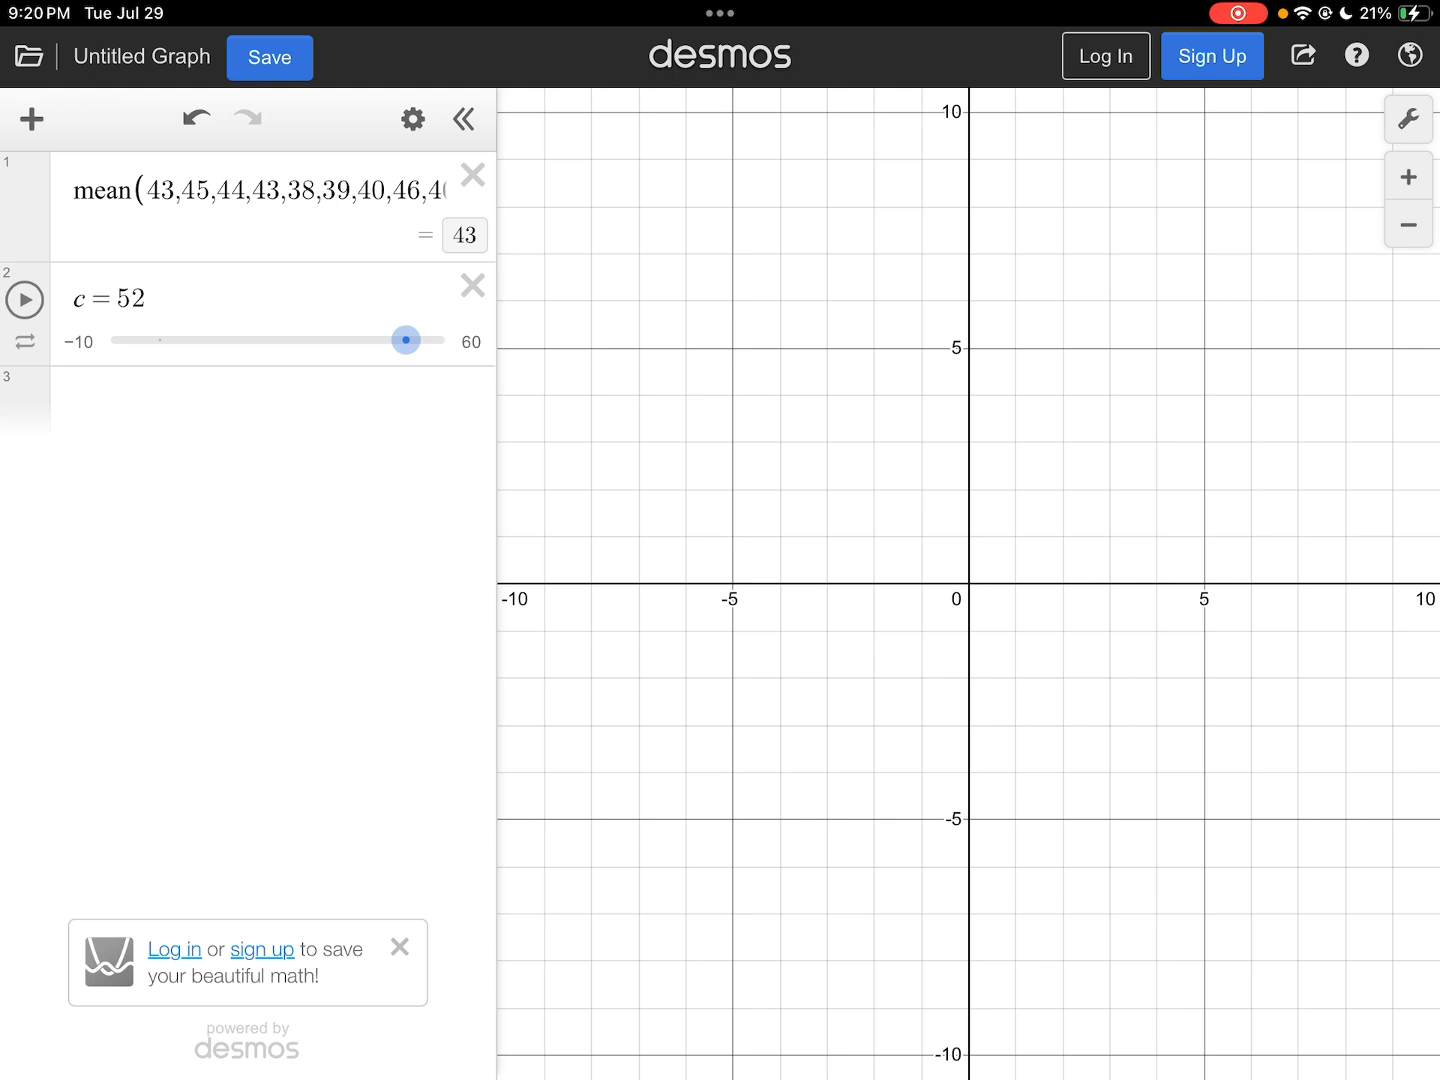 9:20 PM Tue Jul 29
21%
Untitled Graph
Save
desmos
Log In
Sign Up
1
mean(43,45,44,43,38,39,40,46,4
= 43
2
c = 52
−10
60
3
10
5
-10
-5
0
5
10
-5
-10
Log in or sign up to save
your beautiful math!
powered by
desmos